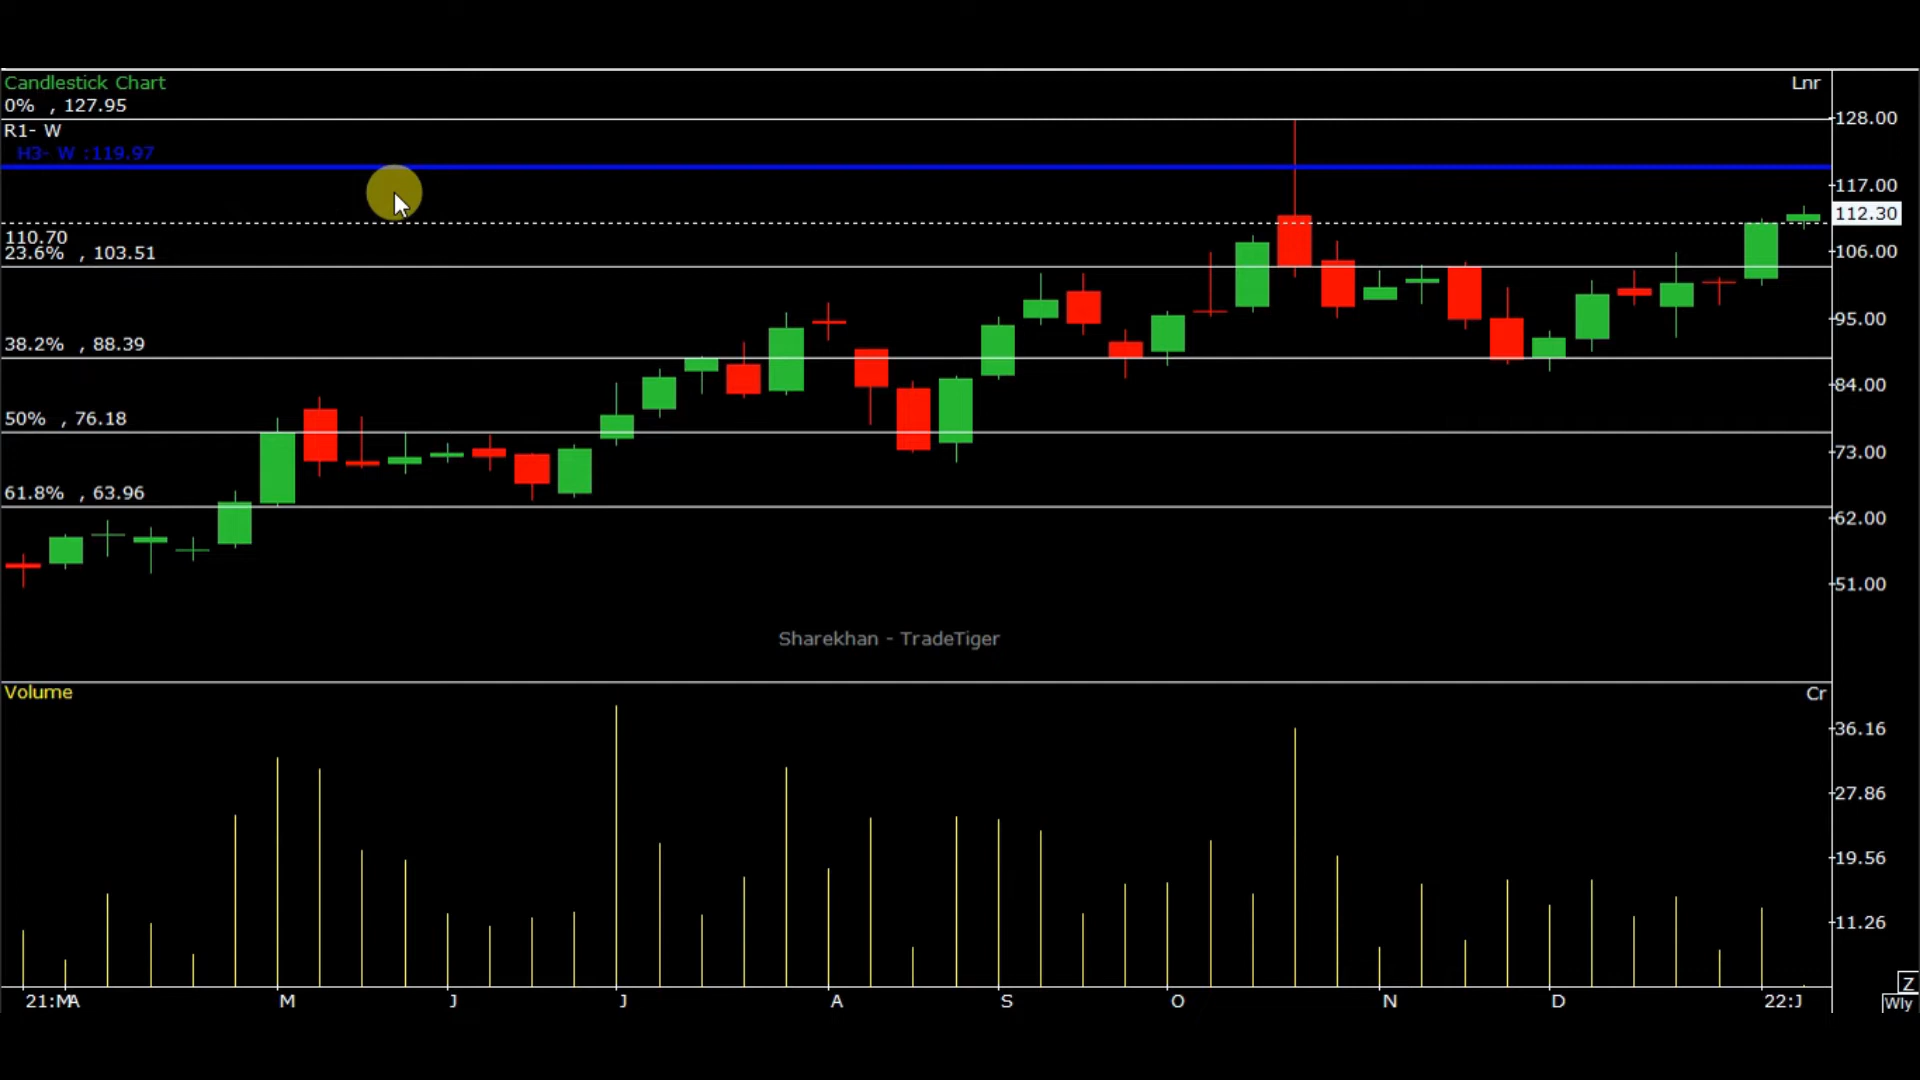 Candlestick Chart
Lnr
0% , 127.95
R1- W
H3- W :119.97
110.70
23.6% , 103.51
38.2% , 88.39
50% , 76.18
61.8% , 63.96
128.00
117.00
112.30
106.00
95.00
84.00
73.00
62.00
51.00
Sharekhan - TradeTiger
Volume
Cr
36.16
27.86
19.56
11.26
Z
21:MA M J J A S O N D 22:J
Wly